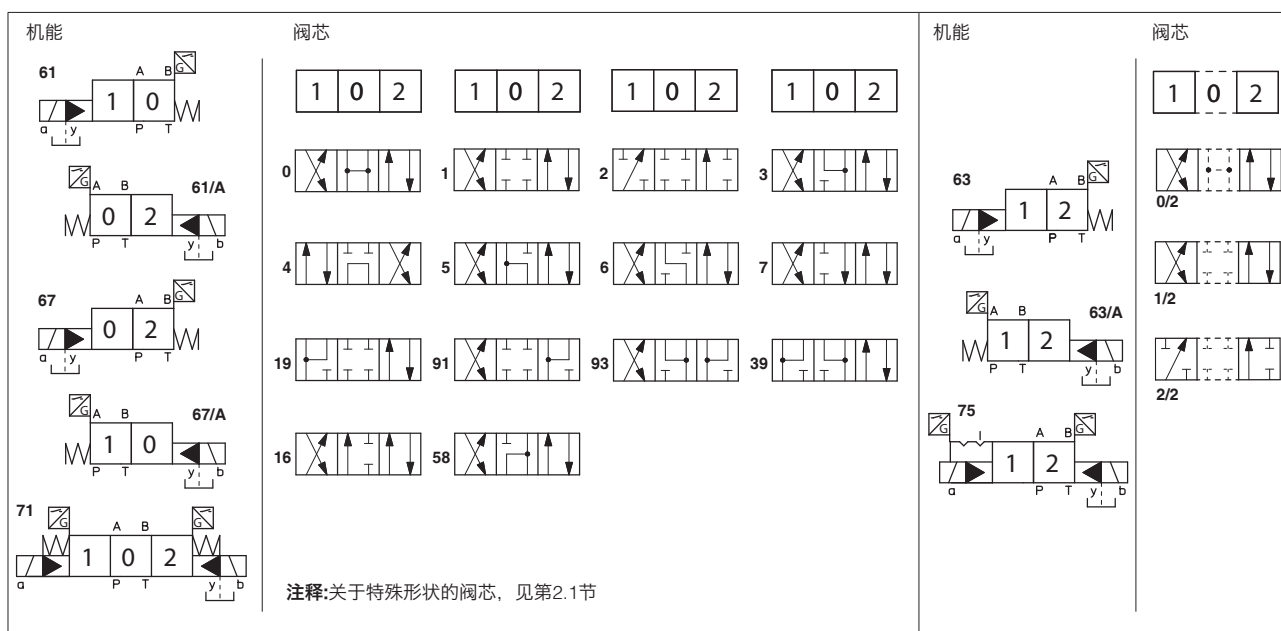 机能
阀芯
机能
阀芯
61
A B
G
1 0
a y
P T
G
A B
61/A
0 2
P T
y b
67
A B
G
0 2
a y
P T
G
A B
67/A
1 0
P T
y b
71
G
A B
G
1 0 2
a
P T
y b
1 0 2
1 0 2
1 0 2
1 0 2
0
1
2
3
4
5
6
7
19
91
93
39
16
58
注释:关于特殊形状的阀芯，见第2.1节
63
A B
G
1 2
a y
P T
G
A B
63/A
1 2
P T
y b
75
G
A B
G
1 2
a
P T
y b
1 0 2
0/2
1/2
2/2